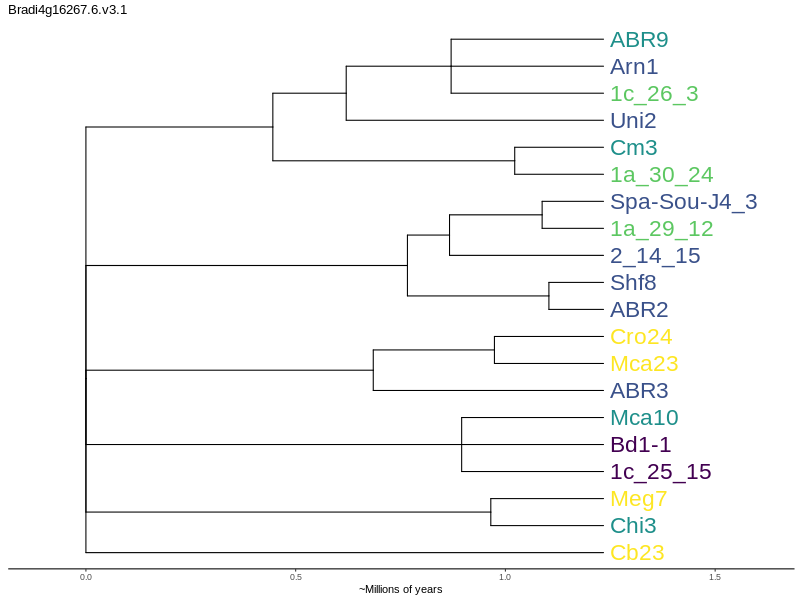 Bradi4g16267.6.v3.1
ABR9
Arn1
1c_26_3
Uni2
Cm3
1a_30_24
Spa-Sou-J4_3
1a_29_12
2_14_15
Shf8
ABR2
Cro24
Mca23
ABR3
Mca10
Bd1-1
1c_25_15
Meg7
Chi3
Cb23
0.0 0.5 1.0 1.5
~Millions of years